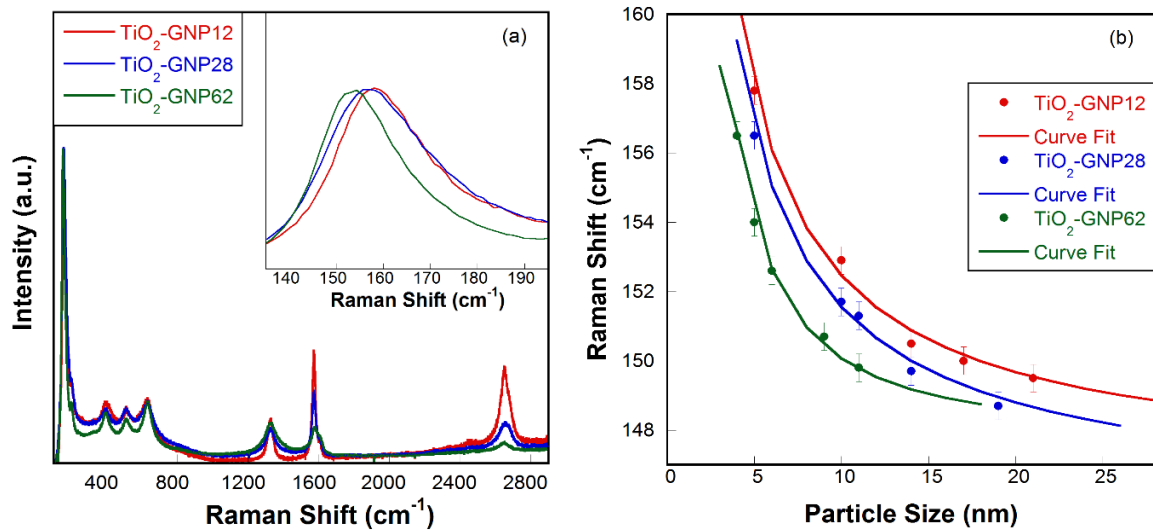 TiO₂-GNP12
TiO₂-GNP28
TiO₂-GNP62
(a)
140 150 160 170 180 190
Raman Shift (cm⁻¹)
Intensity (a.u.)
400 800 1200 1600 2000 2400 2800
Raman Shift (cm⁻¹)
(b)
TiO₂-GNP12
Curve Fit
TiO₂-GNP28
Curve Fit
TiO₂-GNP62
Curve Fit
Raman Shift (cm⁻¹)
160
158
156
154
152
150
148
0 5 10 15 20 25
Particle Size (nm)